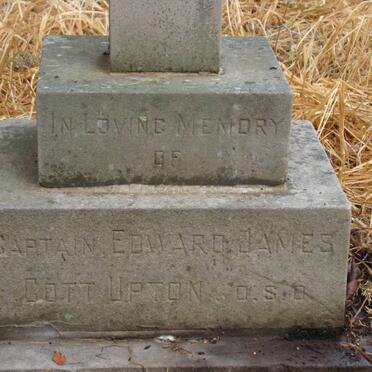 IN LOVING MEMORY
OF
CAPTAIN EDWARD JAMES
COTT UPTON D.S.O